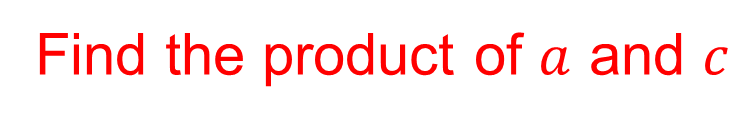 Find the product of a and c